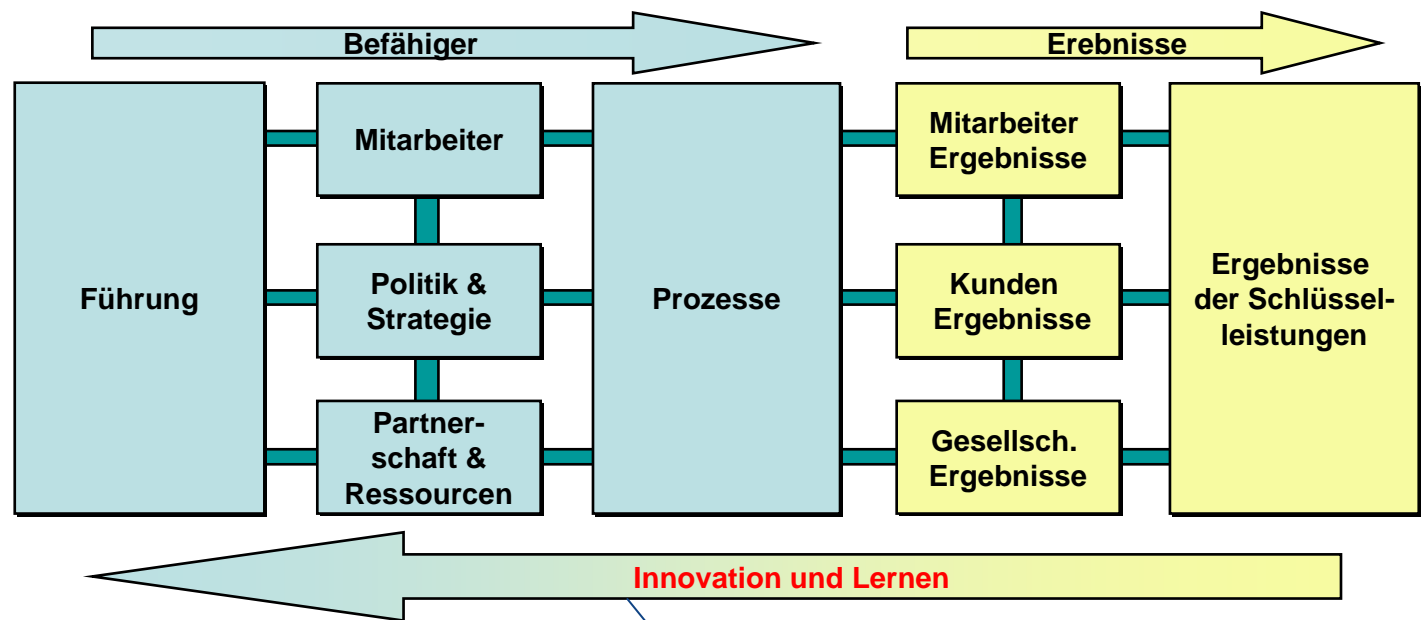 Befähiger
Erebnisse
Führung
Mitarbeiter
Politik &
Strategie
Partner-
schaft &
Ressourcen
Prozesse
Mitarbeiter
Ergebnisse
Kunden
Ergebnisse
Gesellsch.
Ergebnisse
Ergebnisse
der Schlüssel-
leistungen
Innovation und Lernen